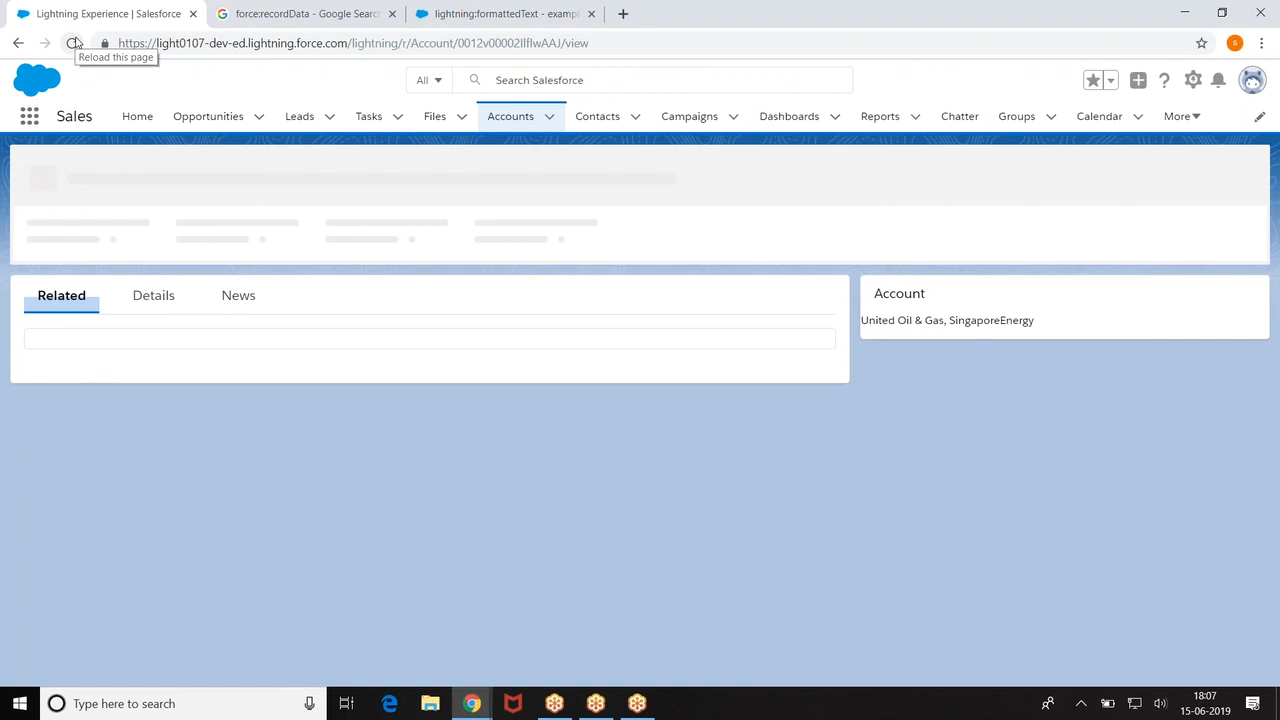 Lightning Experience | Salesforce
force:recordData - Google Search
lightning:formattedText - exampl
https://light0107-dev-ed.lightning.force.com/lightning/r/Account/0012v00002IlflwAAJ/view
Reload this page
All
Search Salesforce
Sales
Home
Opportunities
Leads
Tasks
Files
Accounts
Contacts
Campaigns
Dashboards
Reports
Chatter
Groups
Calendar
More
Related
Details
News
Account
United Oil & Gas, SingaporeEnergy
Type here to search
18:07
15-06-2019